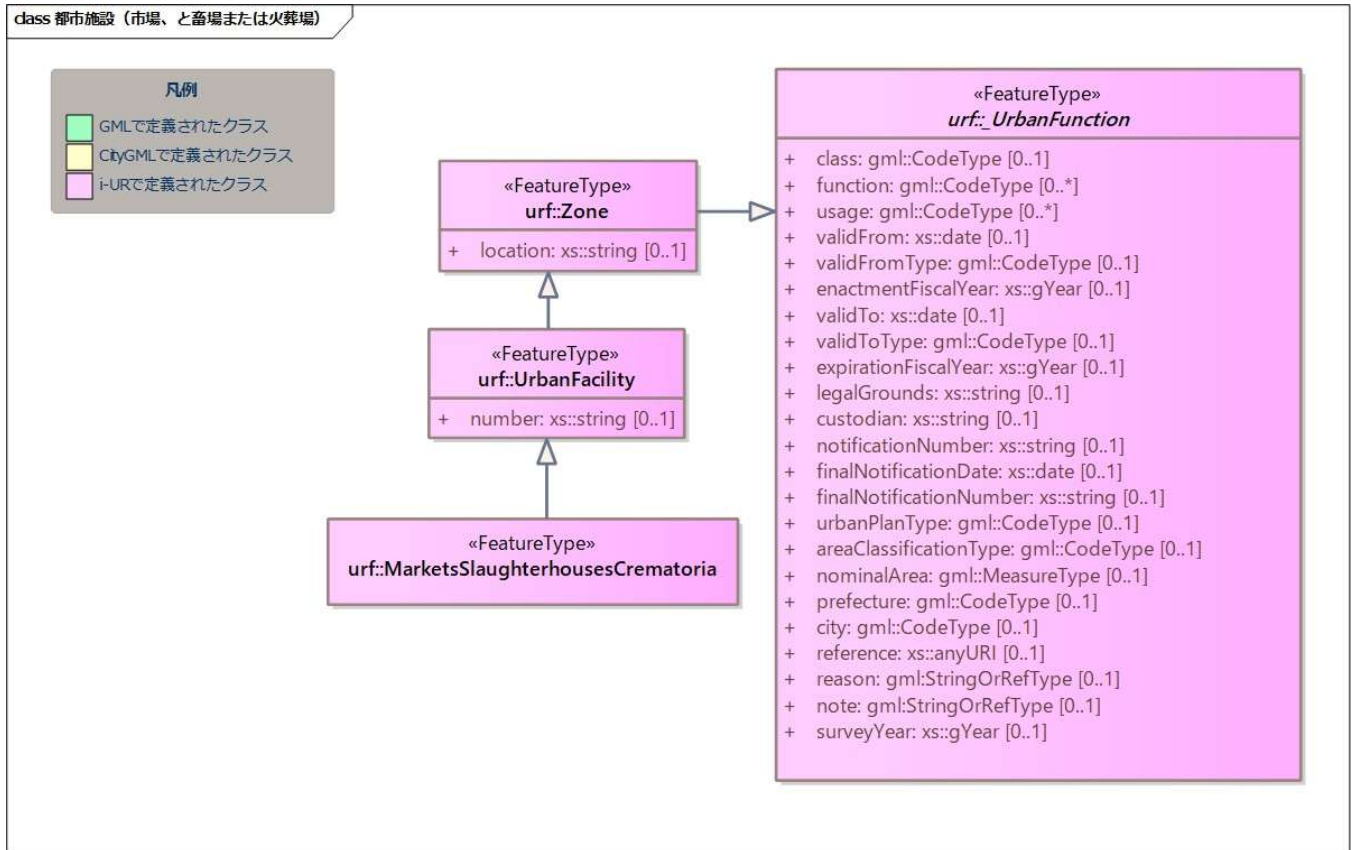 class 都市施設（市場、と畜場または火葬場）
凡例
GMLで定義されたクラス
CityGMLで定義されたクラス
i-URで定義されたクラス
«FeatureType»
urf::Zone
+ location: xs::string [0..1]
«FeatureType»
urf::UrbanFacility
+ number: xs::string [0..1]
«FeatureType»
urf::MarketsSlaughterhousesCrematoria
«FeatureType»
urf::_UrbanFunction
+ class: gml::CodeType [0..1]
+ function: gml::CodeType [0..*]
+ usage: gml::CodeType [0..*]
+ validFrom: xs::date [0..1]
+ validFromType: gml::CodeType [0..1]
+ enactmentFiscalYear: xs::gYear [0..1]
+ validTo: xs::date [0..1]
+ validToType: gml::CodeType [0..1]
+ expirationFiscalYear: xs::gYear [0..1]
+ legalGrounds: xs::string [0..1]
+ custodian: xs::string [0..1]
+ notificationNumber: xs::string [0..1]
+ finalNotificationDate: xs::date [0..1]
+ finalNotificationNumber: xs::string [0..1]
+ urbanPlanType: gml::CodeType [0..1]
+ areaClassificationType: gml::CodeType [0..1]
+ nominalArea: gml::MeasureType [0..1]
+ prefecture: gml::CodeType [0..1]
+ city: gml::CodeType [0..1]
+ reference: xs::anyURI [0..1]
+ reason: gml:StringOrRefType [0..1]
+ note: gml:StringOrRefType [0..1]
+ surveyYear: xs::gYear [0..1]